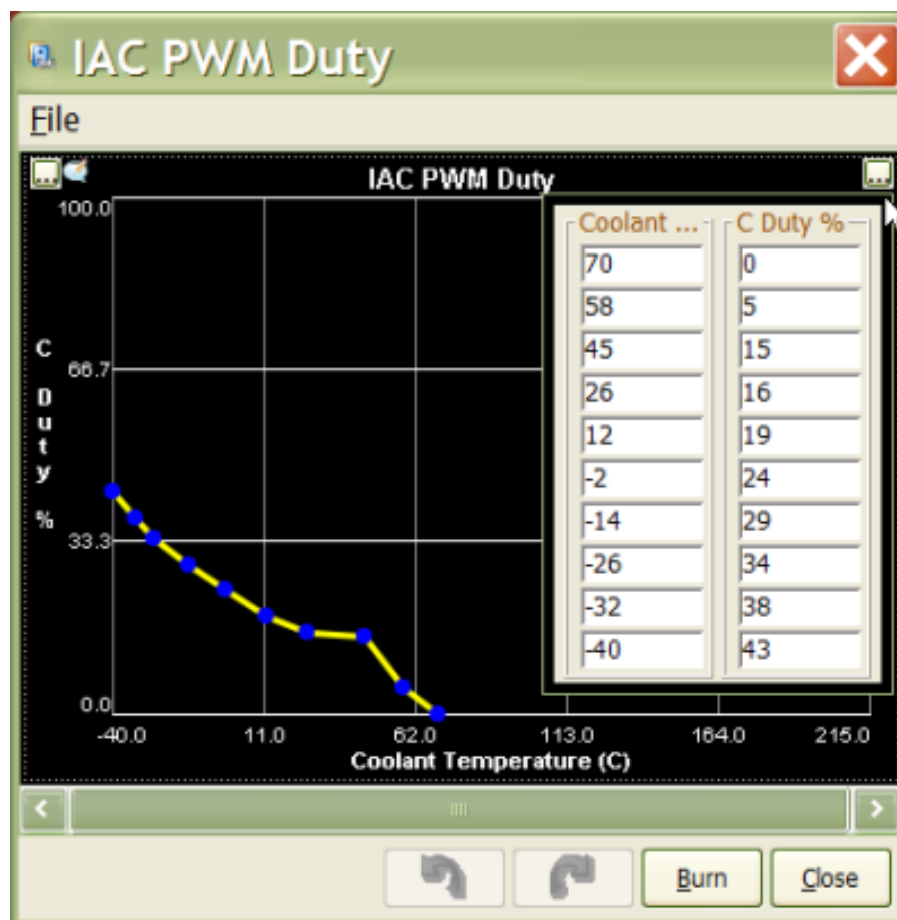 IAC PWM Duty
File
...
...
IAC PWM Duty
100.0
66.7
33.3
0.0
C Duty %
-40.0 11.0 62.0 113.0 164.0 215.0
Coolant Temperature (C)
Coolant ... C Duty %
70 0
58 5
45 15
26 16
12 19
-2 24
-14 29
-26 34
-32 38
-40 43
Burn Close